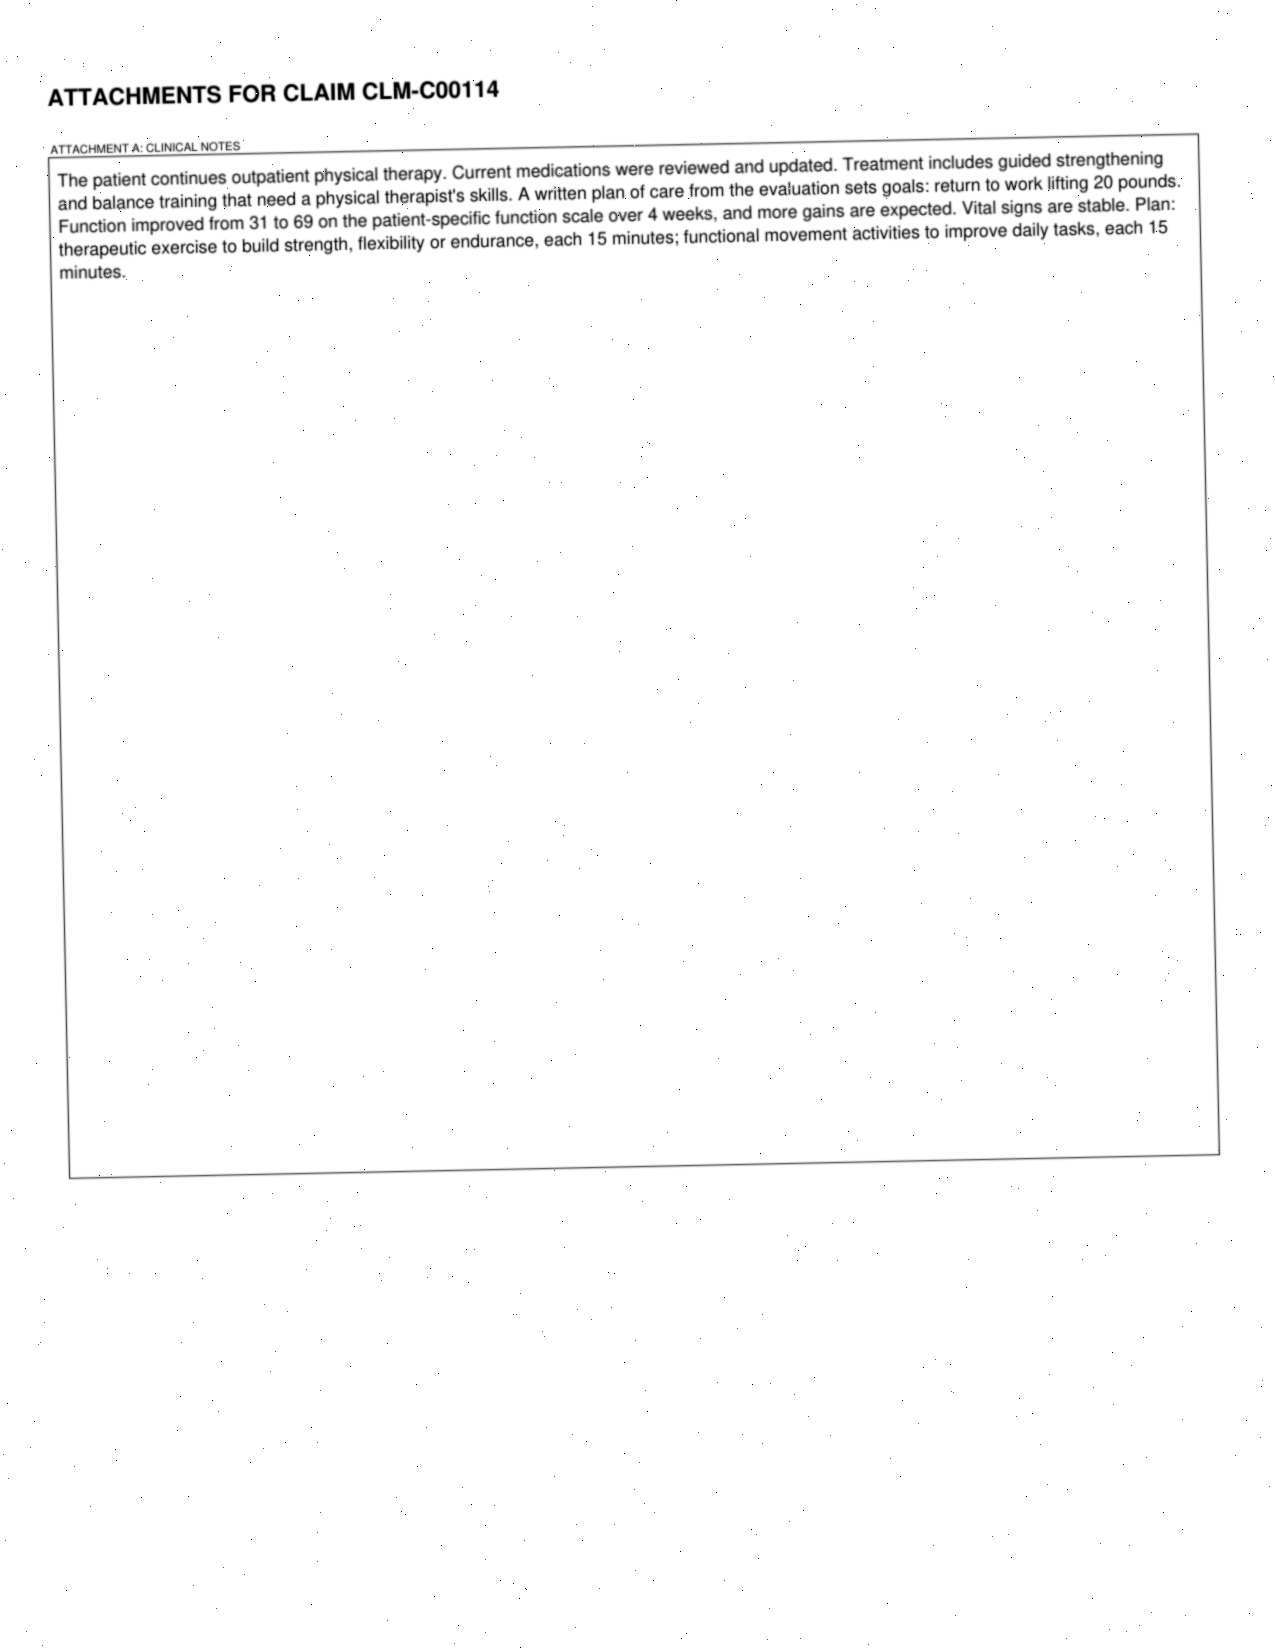 ATTACHMENTS FOR CLAIM CLM-C00114
ATTACHMENT A: CLINICAL NOTES
The patient continues outpatient physical therapy. Current medications were reviewed and updated. Treatment includes guided strengthening
and balance training that need a physical therapist's skills. A written plan of care from the evaluation sets goals: return to work lifting 20 pounds.
Function improved from 31 to 69 on the patient-specific function scale over 4 weeks, and more gains are expected. Vital signs are stable. Plan:
therapeutic exercise to build strength, flexibility or endurance, each 15 minutes; functional movement activities to improve daily tasks, each 15
minutes.